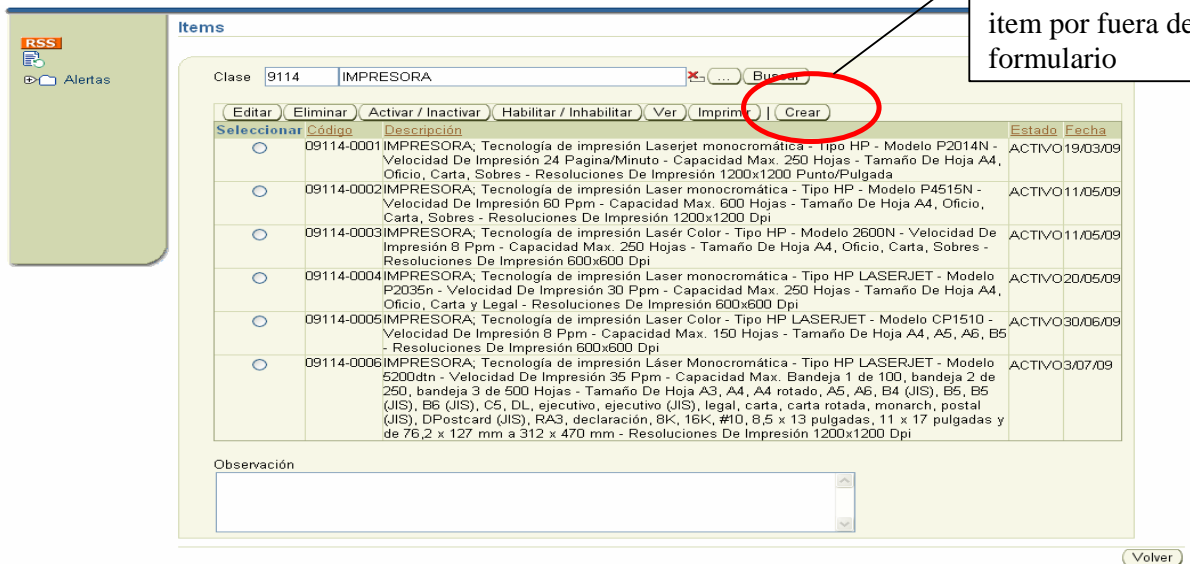 item por fuera de
formulario
Items
RSS
Alertas
Clase 9114 IMPRESORA ... Buscar
Editar Eliminar Activar / Inactivar Habilitar / Inhabilitar Ver Imprimir | Crear
Seleccionar Código Descripción Estado Fecha
09114-0001 IMPRESORA; Tecnología de impresión Laserjet monocromática - Tipo HP - Modelo P2014N - ACTIVO 19/03/09
Velocidad De Impresión 24 Pagina/Minuto - Capacidad Max. 250 Hojas - Tamaño De Hoja A4,
Oficio, Carta, Sobres - Resoluciones De Impresión 1200x1200 Punto/Pulgada
09114-0002 IMPRESORA; Tecnología de impresión Laser monocromática - Tipo HP - Modelo P4515N - ACTIVO 11/05/09
Velocidad De Impresión 60 Ppm - Capacidad Max. 600 Hojas - Tamaño De Hoja A4, Oficio,
Carta, Sobres - Resoluciones De Impresión 1200x1200 Dpi
09114-0003 IMPRESORA; Tecnología de impresión Lasér Color - Tipo HP - Modelo 2600N - Velocidad De ACTIVO 11/05/09
Impresión 8 Ppm - Capacidad Max. 250 Hojas - Tamaño De Hoja A4, Oficio, Carta, Sobres -
Resoluciones De Impresión 600x600 Dpi
09114-0004 IMPRESORA; Tecnología de impresión Laser monocromática - Tipo HP LASERJET - Modelo ACTIVO 20/05/09
P2035n - Velocidad De Impresión 30 Ppm - Capacidad Max. 250 Hojas - Tamaño De Hoja A4,
Oficio, Carta y Legal - Resoluciones De Impresión 600x600 Dpi
09114-0005 IMPRESORA; Tecnología de impresión Laser Color - Tipo HP LASERJET - Modelo CP1510 - ACTIVO 30/06/09
Velocidad De Impresión 8 Ppm - Capacidad Max. 150 Hojas - Tamaño De Hoja A4, A5, A6, B5
- Resoluciones De Impresión 600x600 Dpi
09114-0006 IMPRESORA; Tecnología de impresión Láser Monocromática - Tipo HP LASERJET - Modelo ACTIVO 3/07/09
5200dtn - Velocidad De Impresión 35 Ppm - Capacidad Max. Bandeja 1 de 100, bandeja 2 de
250, bandeja 3 de 500 Hojas - Tamaño De Hoja A3, A4, A4 rotado, A5, A6, B4 (JIS), B5, B5
(JIS), B6 (JIS), C5, DL, ejecutivo, ejecutivo (JIS), legal, carta, carta rotada, monarch, postal
(JIS), DPostcard (JIS), RA3, declaración, 8K, 16K, #10, 8,5 x 13 pulgadas, 11 x 17 pulgadas y
de 76,2 x 127 mm a 312 x 470 mm - Resoluciones De Impresión 1200x1200 Dpi
Observación
Volver